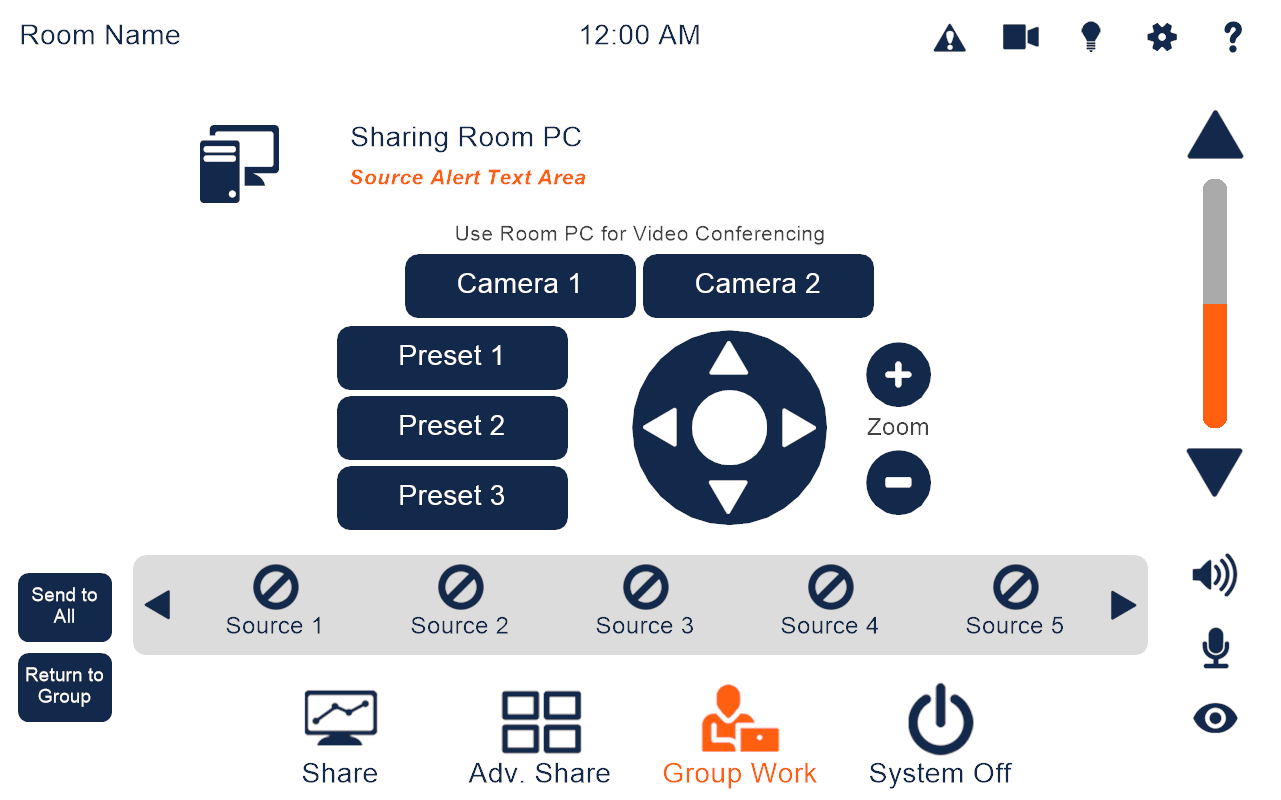 Room Name
12:00 AM
Sharing Room PC
Source Alert Text Area
Use Room PC for Video Conferencing
Camera 1
Camera 2
Preset 1
Preset 2
Preset 3
Zoom
Send to
All
Return to
Group
Source 1
Source 2
Source 3
Source 4
Source 5
Share
Adv. Share
Group Work
System Off